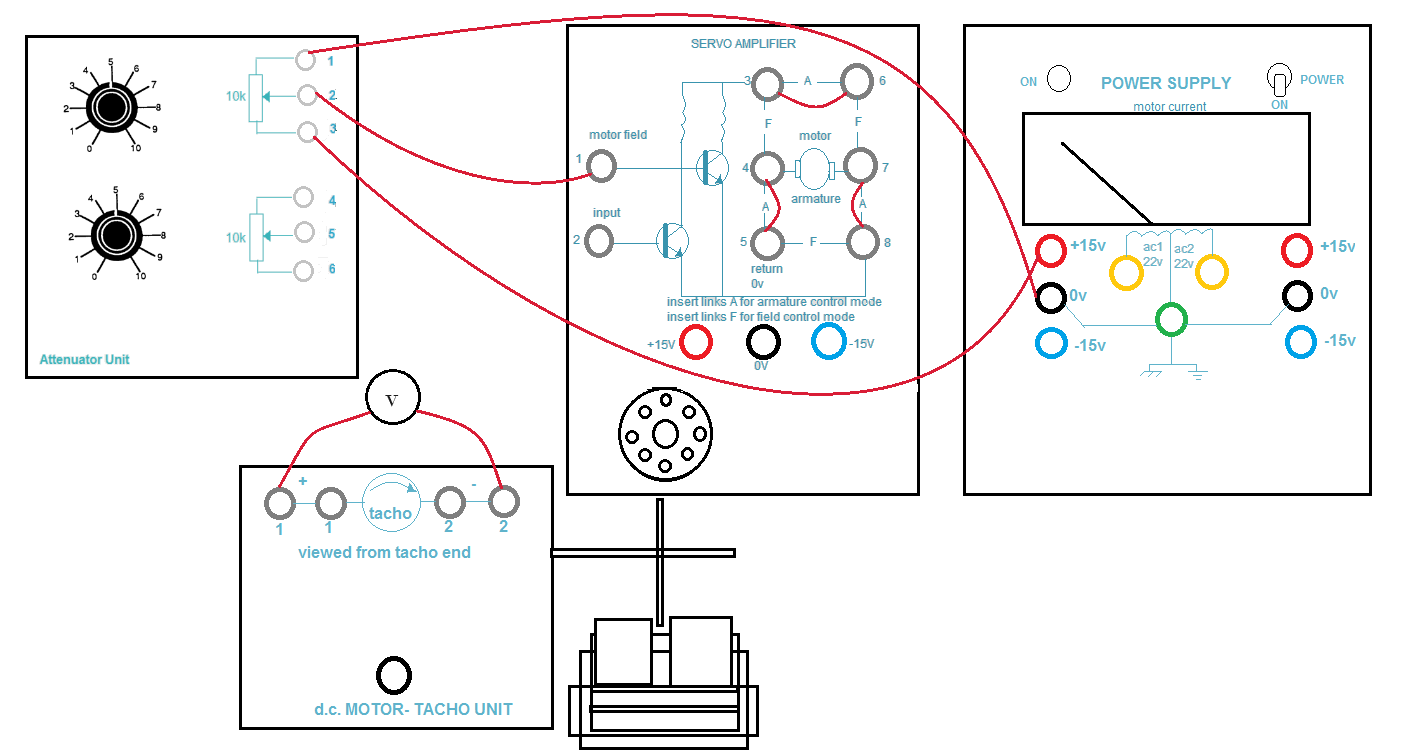 0 1 2 3 4 5 6 7 8 9 10
10k
1
2
3
0 1 2 3 4 5 6 7 8 9 10
10k
4
5
6
Attenuator Unit
v
+ -
tacho
1 1 2 2
viewed from tacho end
d.c. MOTOR- TACHO UNIT
SERVO AMPLIFIER
3 A 6
F F
motor field
motor
1
4 7
armature
A A
input
2
5 F 8
return
0v
insert links A for armature control mode
insert links F for field control mode
+15V -15V
0V
ON POWER SUPPLY POWER
motor current ON
+15v ac1 ac2 +15v
22v 22v
0v 0v
-15v -15v